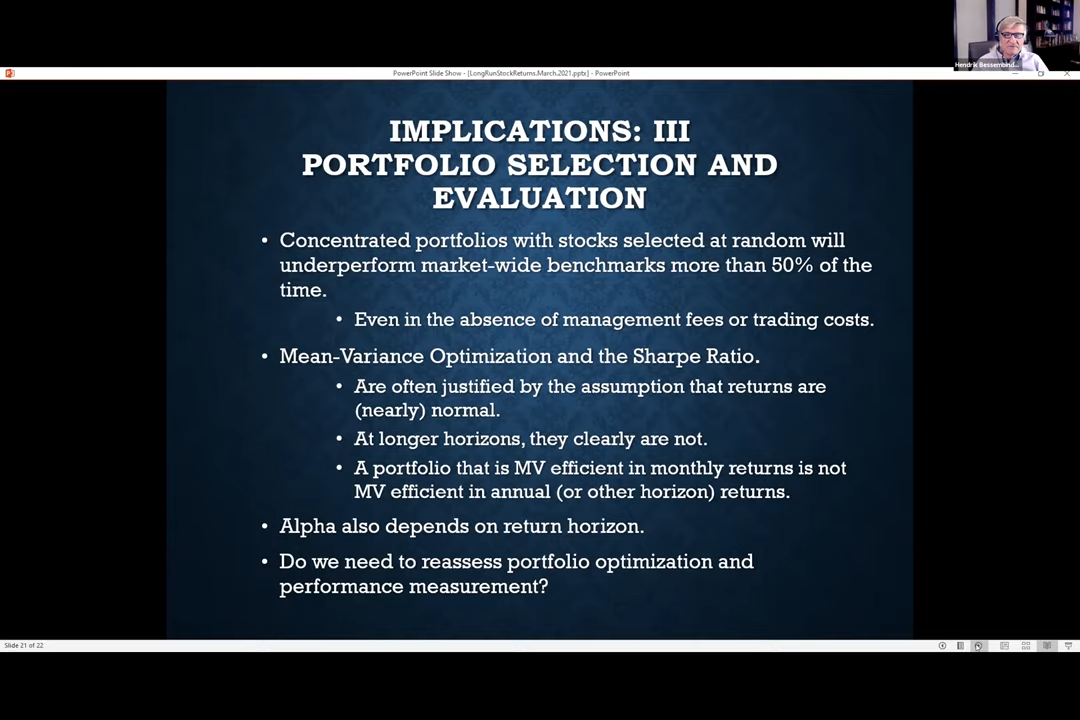 Hendrik Bessembind...
PowerPoint Slide Show - [LongRunStockReturns.March.2021.pptx] - PowerPoint
IMPLICATIONS: III
PORTFOLIO SELECTION AND
EVALUATION
• Concentrated portfolios with stocks selected at random will
underperform market-wide benchmarks more than 50% of the
time.
• Even in the absence of management fees or trading costs.
• Mean-Variance Optimization and the Sharpe Ratio.
• Are often justified by the assumption that returns are
(nearly) normal.
• At longer horizons, they clearly are not.
• A portfolio that is MV efficient in monthly returns is not
MV efficient in annual (or other horizon) returns.
• Alpha also depends on return horizon.
• Do we need to reassess portfolio optimization and
performance measurement?
Slide 21 of 22